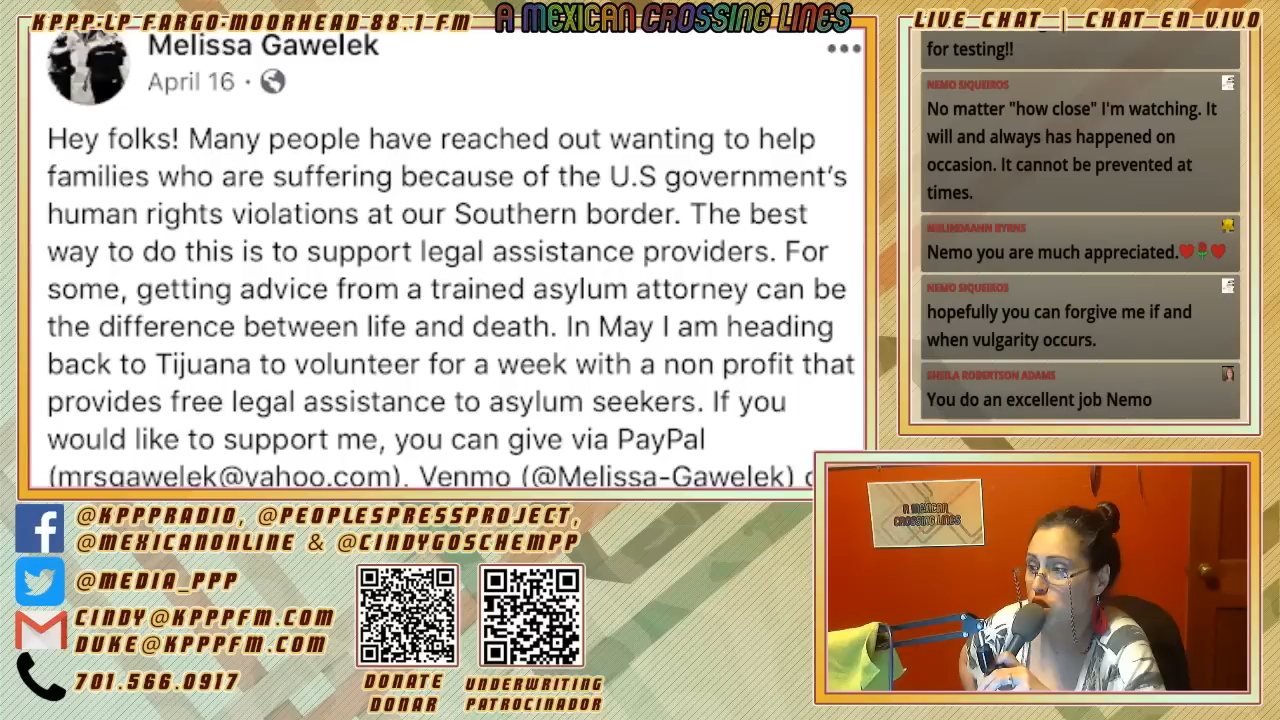 KPPP-LP FARGO-MOORHEAD 88.1 FM
A MEXICAN CROSSING LINES
LIVE CHAT | CHAT EN VIVO
Melissa Gawelek
April 16 ·
Hey folks! Many people have reached out wanting to help
families who are suffering because of the U.S government's
human rights violations at our Southern border. The best
way to do this is to support legal assistance providers. For
some, getting advice from a trained asylum attorney can be
the difference between life and death. In May I am heading
back to Tijuana to volunteer for a week with a non profit that
provides free legal assistance to asylum seekers. If you
would like to support me, you can give via PayPal
(mrsgawelek@yahoo.com), Venmo (@Melissa-Gawelek)
for testing!!
NEMO SIQUEIROS
No matter "how close" I'm watching. It
will and always has happened on
occasion. It cannot be prevented at
times.
MELINDAANN BYRNS
Nemo you are much appreciated.❤️🌹❤️
NEMO SIQUEIROS
hopefully you can forgive me if and
when vulgarity occurs.
SHEILA ROBERTSON ADAMS
You do an excellent job Nemo
A MEXICAN
CROSSING LINES
@KPPPRADIO, @PEOPLESPRESSPROJECT,
@MEXICANONLINE & @CINDYGOSCHEMPP
@MEDIA_PPP
CINDY@KPPPFM.COM
DUKE@KPPPFM.COM
701.566.0917
DONATE
DONAR
UNDERWRITING
PATROCINADOR